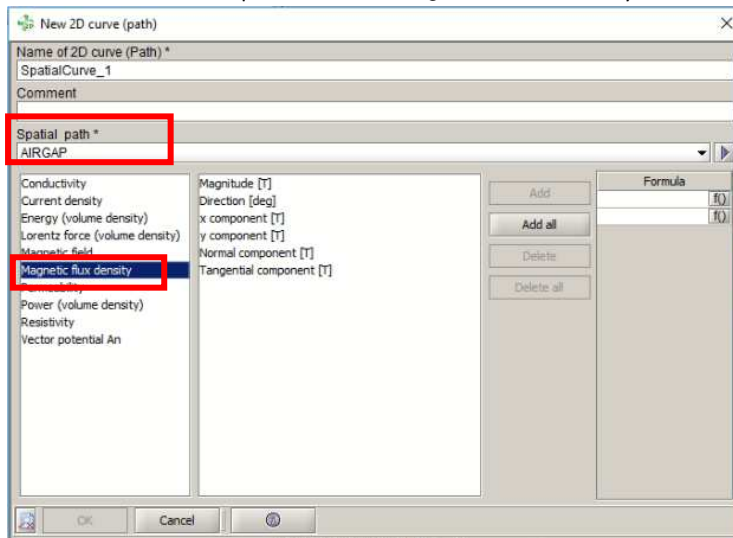 New 2D curve (path)
Name of 2D curve (Path) *
SpatialCurve_1
Comment
Spatial path *
AIRGAP
Conductivity
Current density
Energy (volume density)
Lorentz force (volume density)
Magnetic field
Magnetic flux density
Permeability
Power (volume density)
Resistivity
Vector potential An
Magnitude [T]
Direction [deg]
x component [T]
y component [T]
Normal component [T]
Tangential component [T]
Add
Add all
Delete
Delete all
Formula
f()
f()
OK
Cancel